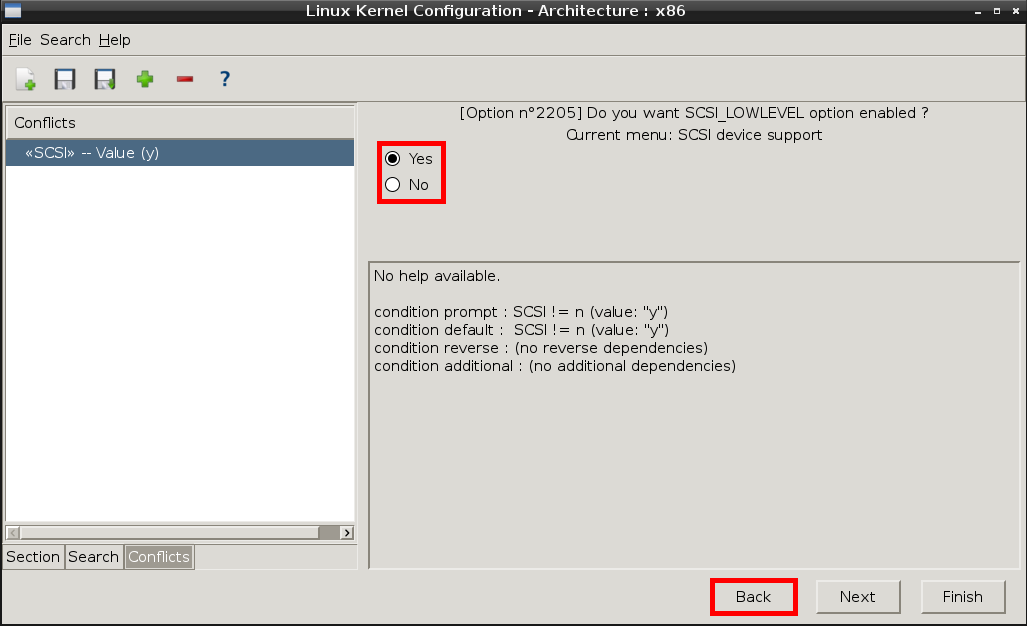 Linux Kernel Configuration - Architecture : x86
File Search Help
?
Conflicts
«SCSI» -- Value (y)
[Option n°2205] Do you want SCSI_LOWLEVEL option enabled ?
Current menu: SCSI device support
Yes
No
No help available.
condition prompt : SCSI != n (value: "y")
condition default :  SCSI != n (value: "y")
condition reverse : (no reverse dependencies)
condition additional : (no additional dependencies)
Section Search Conflicts
Back Next Finish